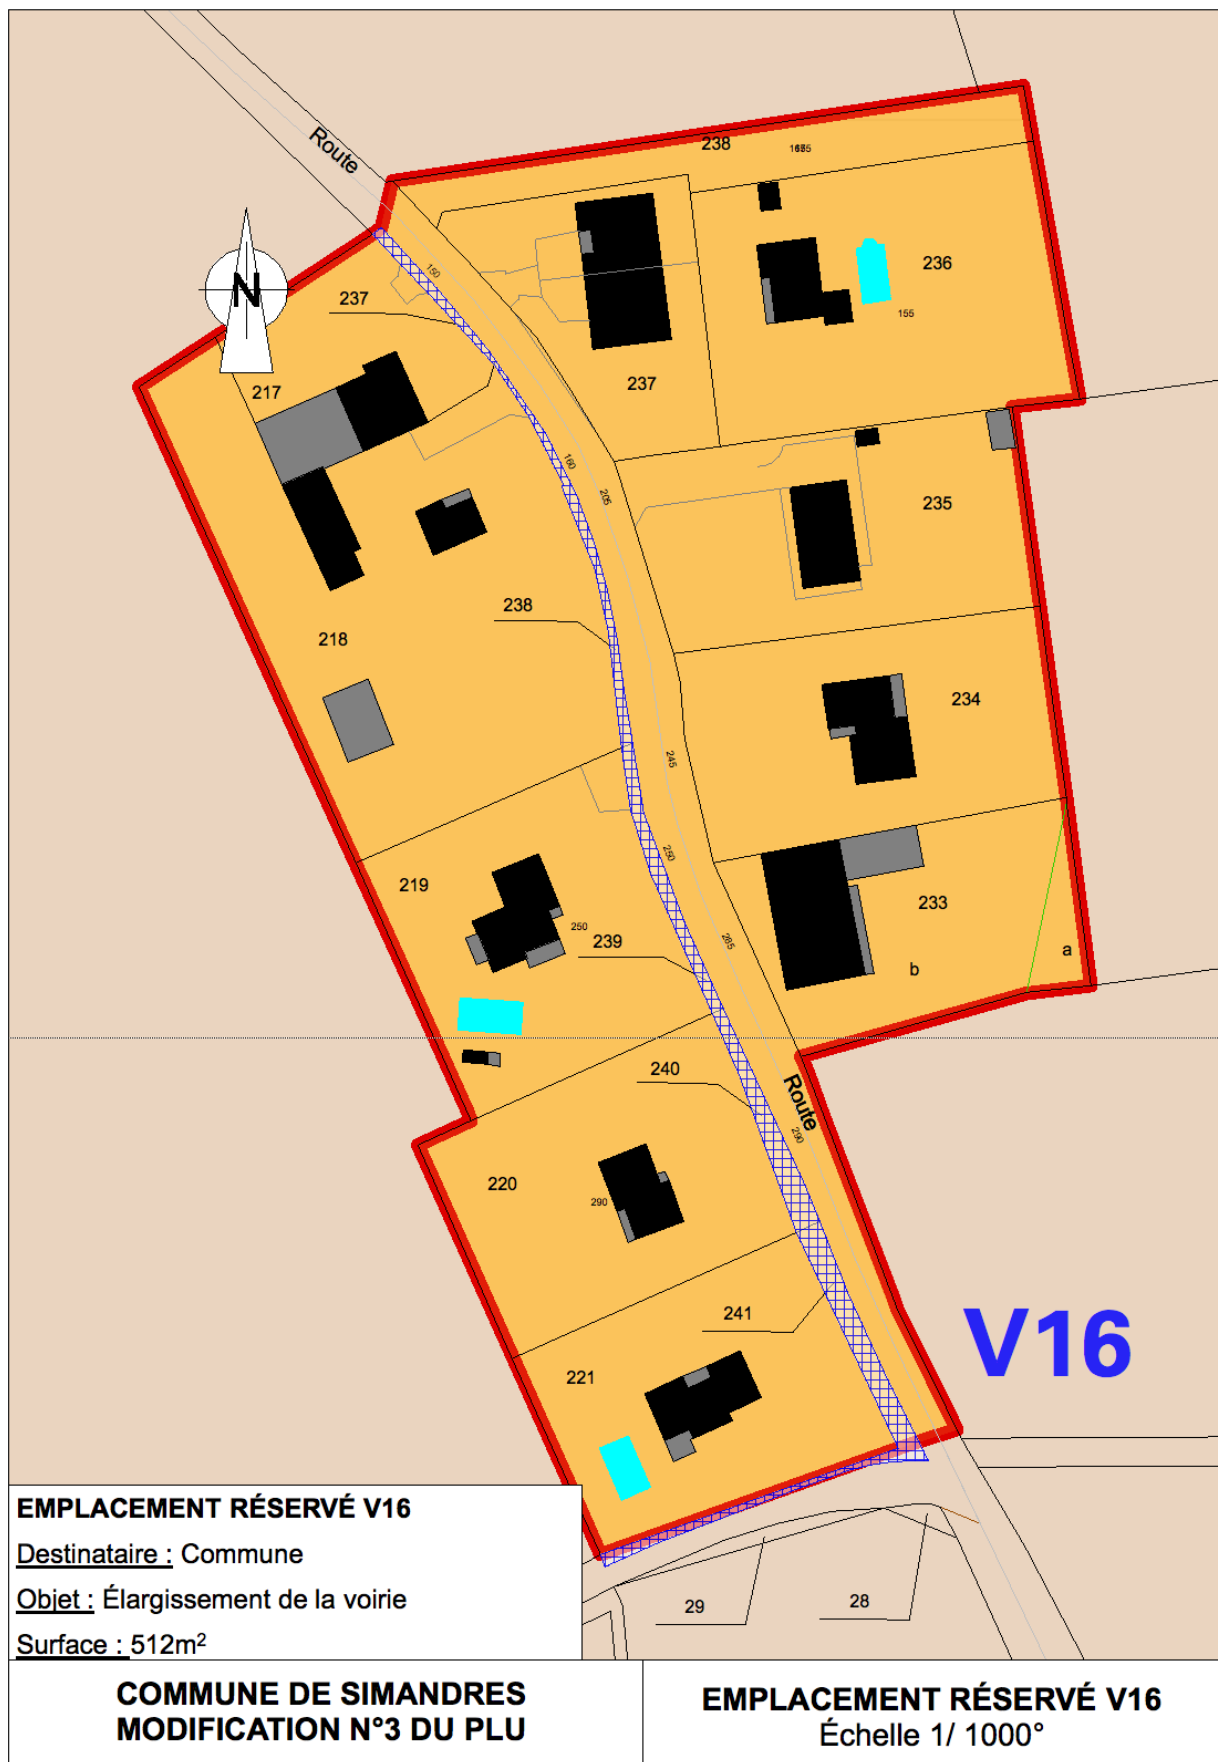 Route
238
165
N
150
237
236
155
217
237
160
205
235
238
218
234
245
250
219
233
250
239
285
b
a
240
Route
290
220
290
241
V16
221
EMPLACEMENT RÉSERVÉ V16
Destinataire : Commune
Objet : Élargissement de la voirie
Surface : 512m²
29
28
COMMUNE DE SIMANDRES
MODIFICATION N°3 DU PLU
EMPLACEMENT RÉSERVÉ V16
Échelle 1/ 1000°